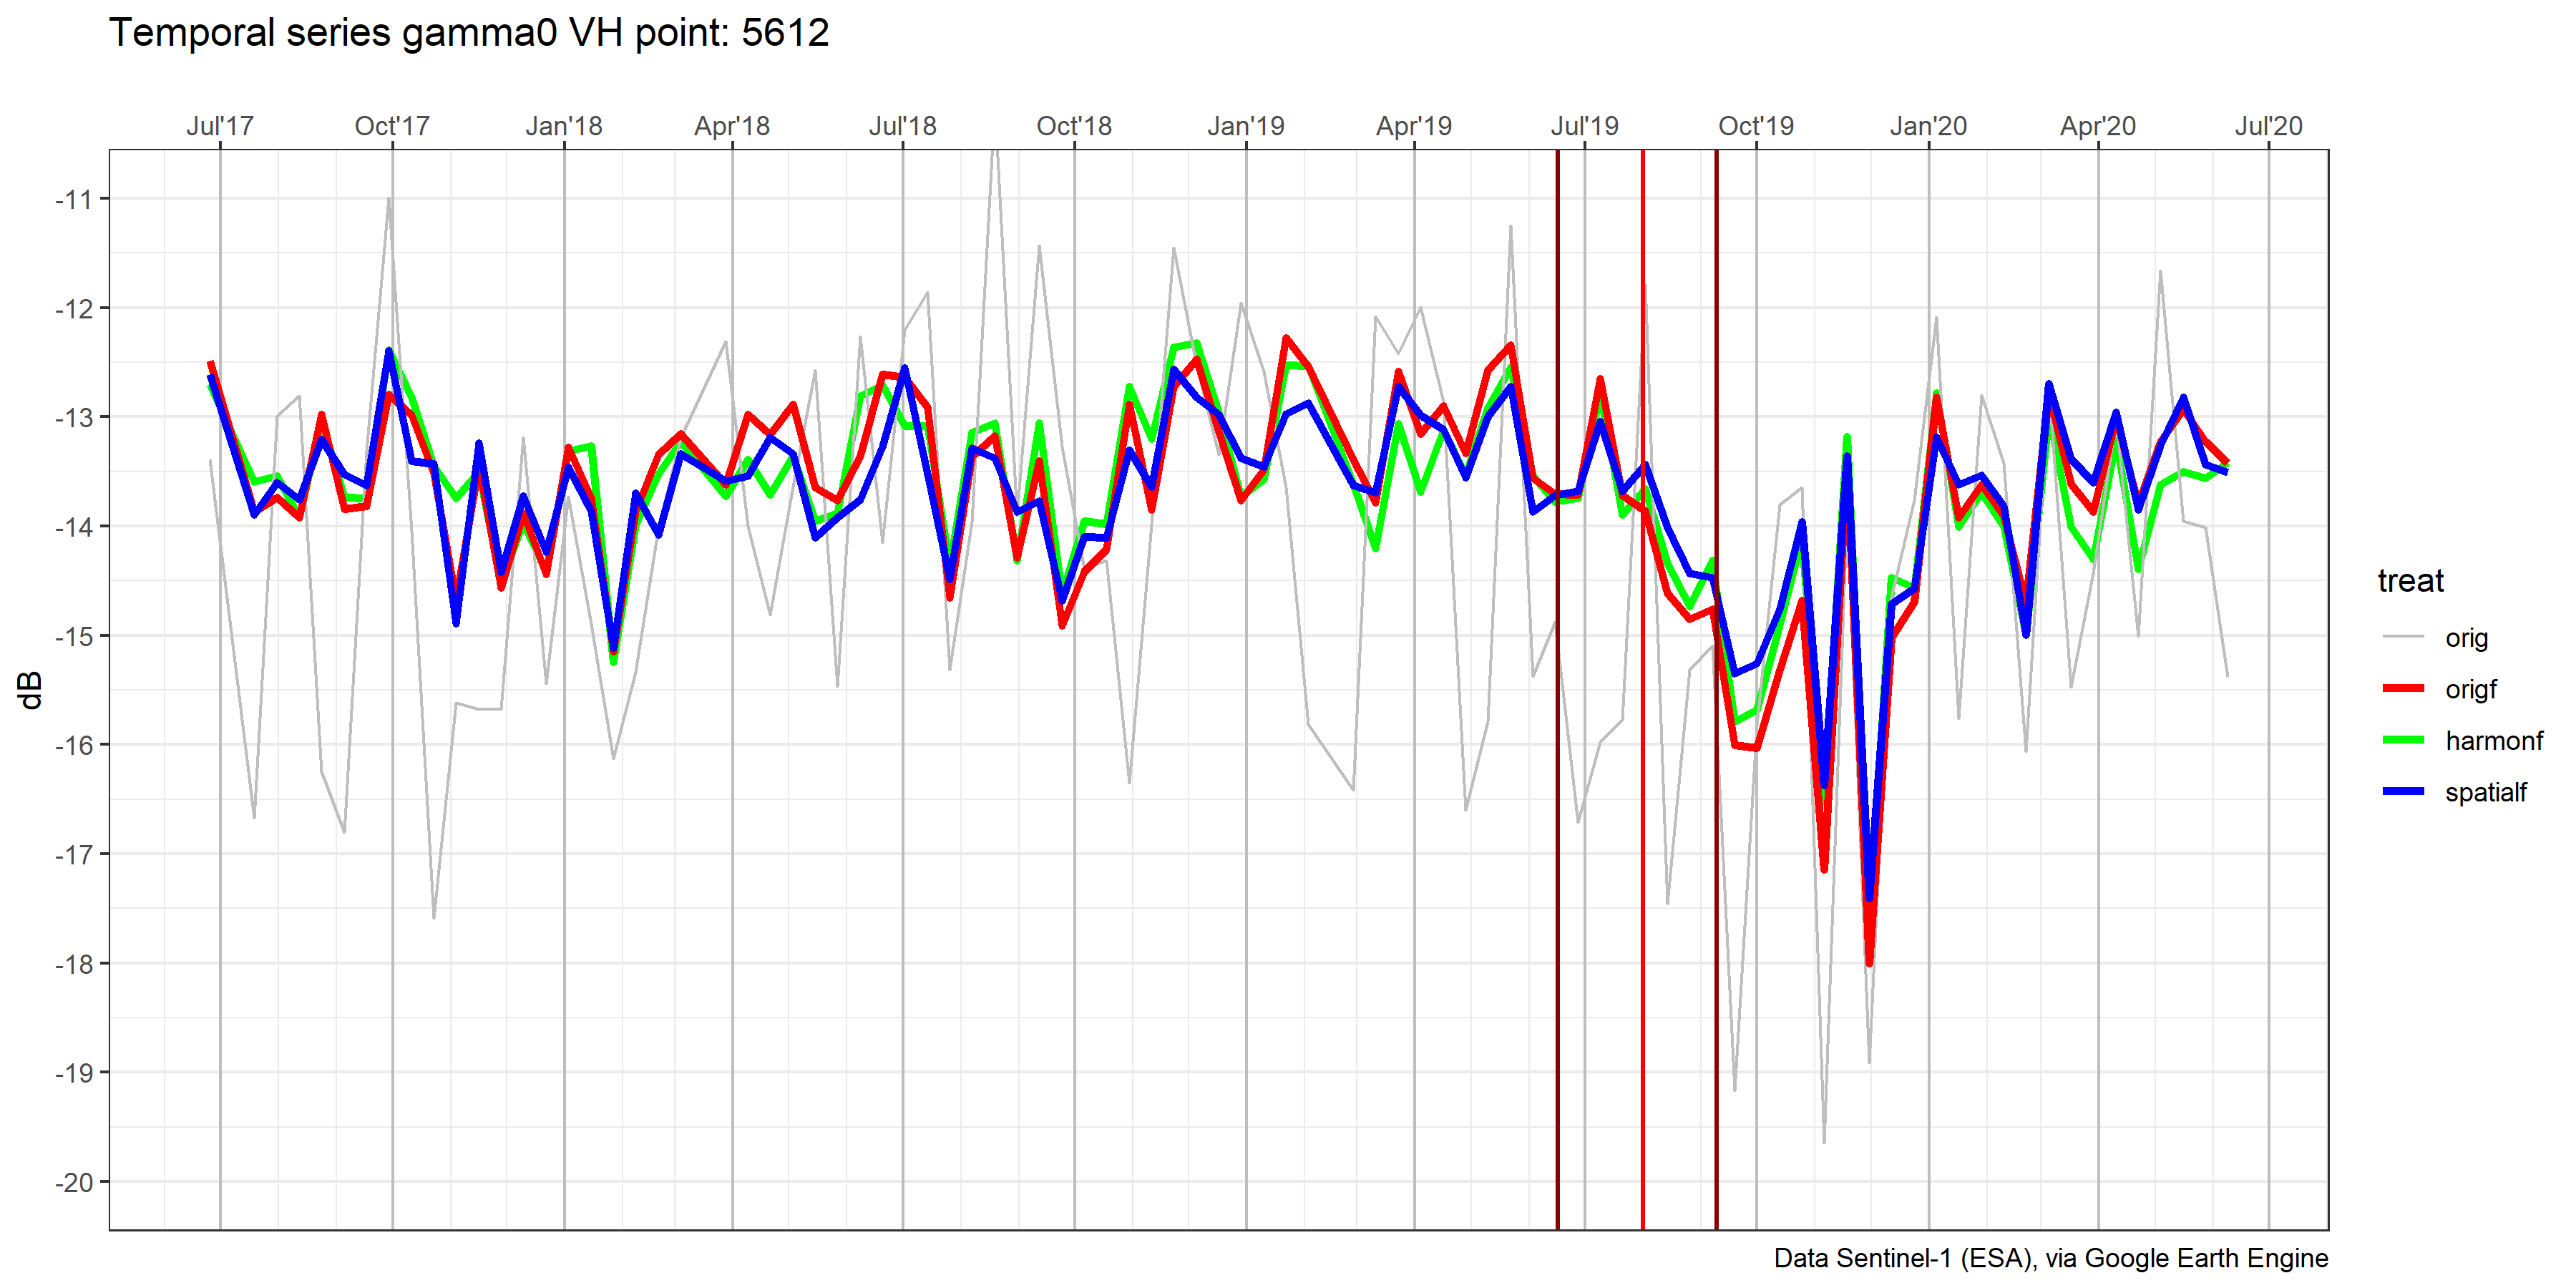 Temporal series gamma0 VH point: 5612
Jul'17 Oct'17 Jan'18 Apr'18 Jul'18 Oct'18 Jan'19 Apr'19 Jul'19 Oct'19 Jan'20 Apr'20 Jul'20
-11
-12
-13
-14
-15
-16
-17
-18
-19
-20
dB
treat
orig
origf
harmonf
spatialf
Data Sentinel-1 (ESA), via Google Earth Engine